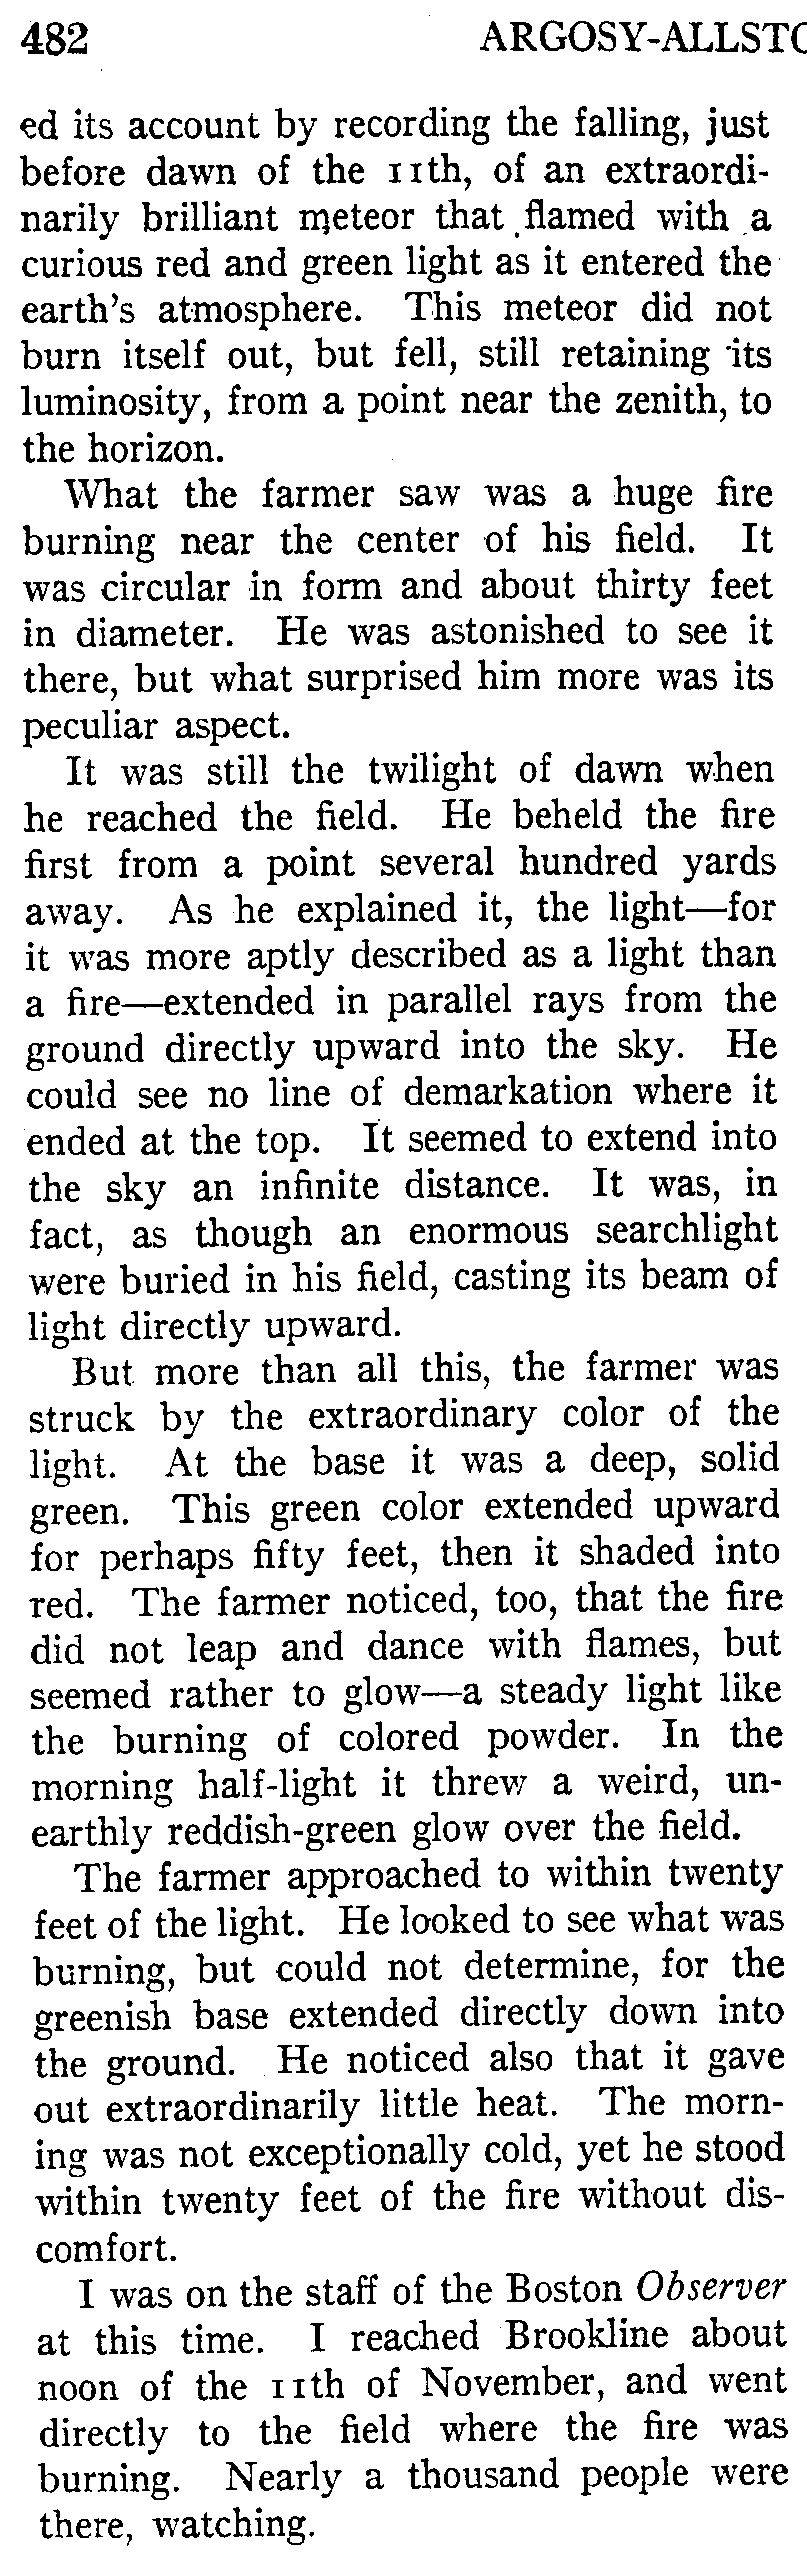 482 ARGOSY-ALLSTO
ed its account by recording the falling, just
before dawn of the 11th, of an extraordi-
narily brilliant meteor that flamed with a
curious red and green light as it entered the
earth's atmosphere. This meteor did not
burn itself out, but fell, still retaining its
luminosity, from a point near the zenith, to
the horizon.
What the farmer saw was a huge fire
burning near the center of his field. It
was circular in form and about thirty feet
in diameter. He was astonished to see it
there, but what surprised him more was its
peculiar aspect.
It was still the twilight of dawn when
he reached the field. He beheld the fire
first from a point several hundred yards
away. As he explained it, the light—for
it was more aptly described as a light than
a fire—extended in parallel rays from the
ground directly upward into the sky. He
could see no line of demarkation where it
ended at the top. It seemed to extend into
the sky an infinite distance. It was, in
fact, as though an enormous searchlight
were buried in his field, casting its beam of
light directly upward.
But more than all this, the farmer was
struck by the extraordinary color of the
light. At the base it was a deep, solid
green. This green color extended upward
for perhaps fifty feet, then it shaded into
red. The farmer noticed, too, that the fire
did not leap and dance with flames, but
seemed rather to glow—a steady light like
the burning of colored powder. In the
morning half-light it threw a weird, un-
earthly reddish-green glow over the field.
The farmer approached to within twenty
feet of the light. He looked to see what was
burning, but could not determine, for the
greenish base extended directly down into
the ground. He noticed also that it gave
out extraordinarily little heat. The morn-
ing was not exceptionally cold, yet he stood
within twenty feet of the fire without dis-
comfort.
I was on the staff of the Boston Observer
at this time. I reached Brookline about
noon of the 11th of November, and went
directly to the field where the fire was
burning. Nearly a thousand people were
there, watching.